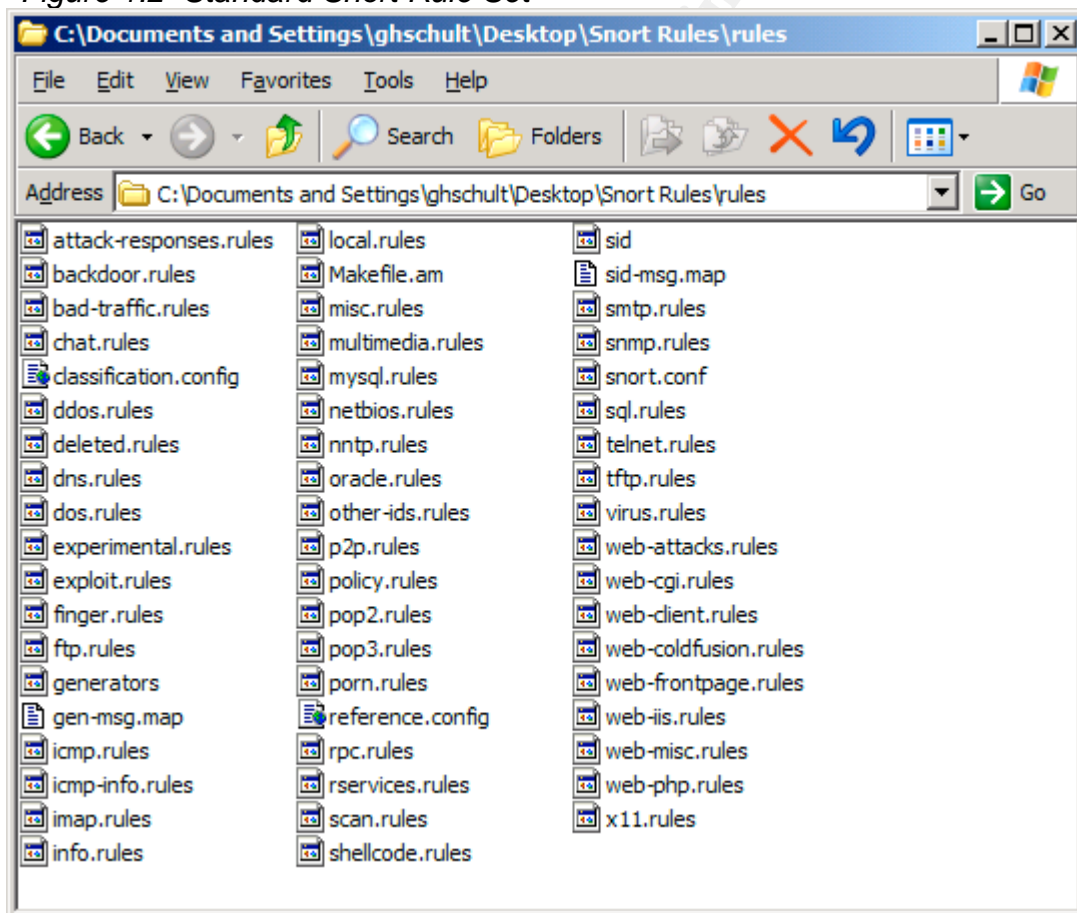 Figure 4.2 Standard Snort Rule Set
C:\Documents and Settings\ghschult\Desktop\Snort Rules\rules
File Edit View Favorites Tools Help
Back Search Folders
Address C:\Documents and Settings\ghschult\Desktop\Snort Rules\rules Go
attack-responses.rules
backdoor.rules
bad-traffic.rules
chat.rules
classification.config
ddos.rules
deleted.rules
dns.rules
dos.rules
experimental.rules
exploit.rules
finger.rules
ftp.rules
generators
gen-msg.map
icmp.rules
icmp-info.rules
imap.rules
info.rules
local.rules
Makefile.am
misc.rules
multimedia.rules
mysql.rules
netbios.rules
nntp.rules
oracle.rules
other-ids.rules
p2p.rules
policy.rules
pop2.rules
pop3.rules
porn.rules
reference.config
rpc.rules
rservices.rules
scan.rules
shellcode.rules
sid
sid-msg.map
smtp.rules
snmp.rules
snort.conf
sql.rules
telnet.rules
tftp.rules
virus.rules
web-attacks.rules
web-cgi.rules
web-client.rules
web-coldfusion.rules
web-frontpage.rules
web-iis.rules
web-misc.rules
web-php.rules
x11.rules